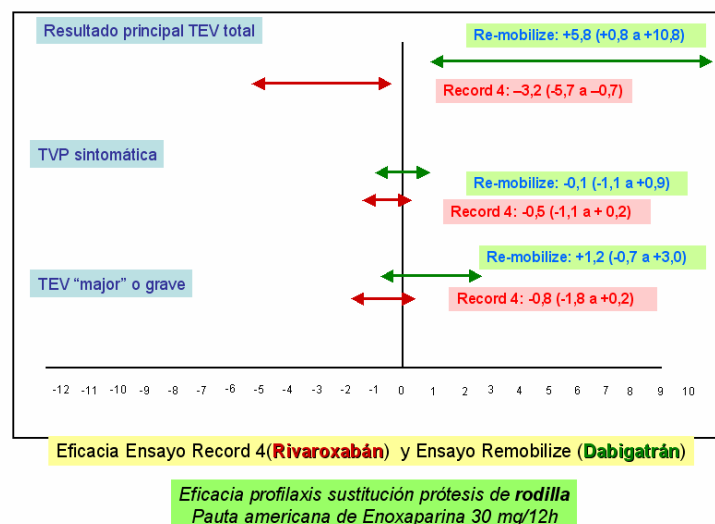 Resultado principal TEV total
Re-mobilize: +5,8 (+0,8 a +10,8)
Record 4: –3,2 (-5,7 a –0,7)
TVP sintomática
Re-mobilize: -0,1 (-1,1 a +0,9)
Record 4: -0,5 (-1,1 a + 0,2)
Re-mobilize: +1,2 (-0,7 a +3,0)
TEV “major” o grave
Record 4: -0,8 (-1,8 a +0,2)
-12 -11 -10 -9 -8 -7 -6 -5 -4 -3 -2 -1 0 1 2 3 4 5 6 7 8 9 10
Eficacia Ensayo Record 4(Rivaroxabán) y Ensayo Remobilize (Dabigatrán)
Eficacia profilaxis sustitución prótesis de rodilla
Pauta americana de Enoxaparina 30 mg/12h